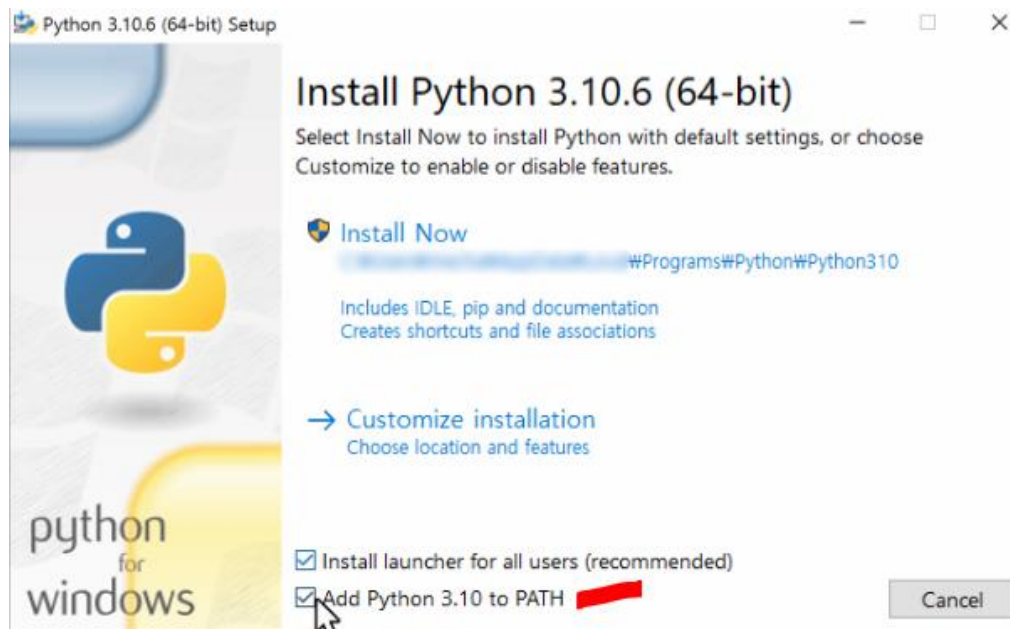 Python 3.10.6 (64-bit) Setup
Install Python 3.10.6 (64-bit)
Select Install Now to install Python with default settings, or choose
Customize to enable or disable features.
Install Now
₩Programs₩Python₩Python310
Includes IDLE, pip and documentation
Creates shortcuts and file associations
Customize installation
Choose location and features
python
for
windows
Install launcher for all users (recommended)
Add Python 3.10 to PATH
Cancel